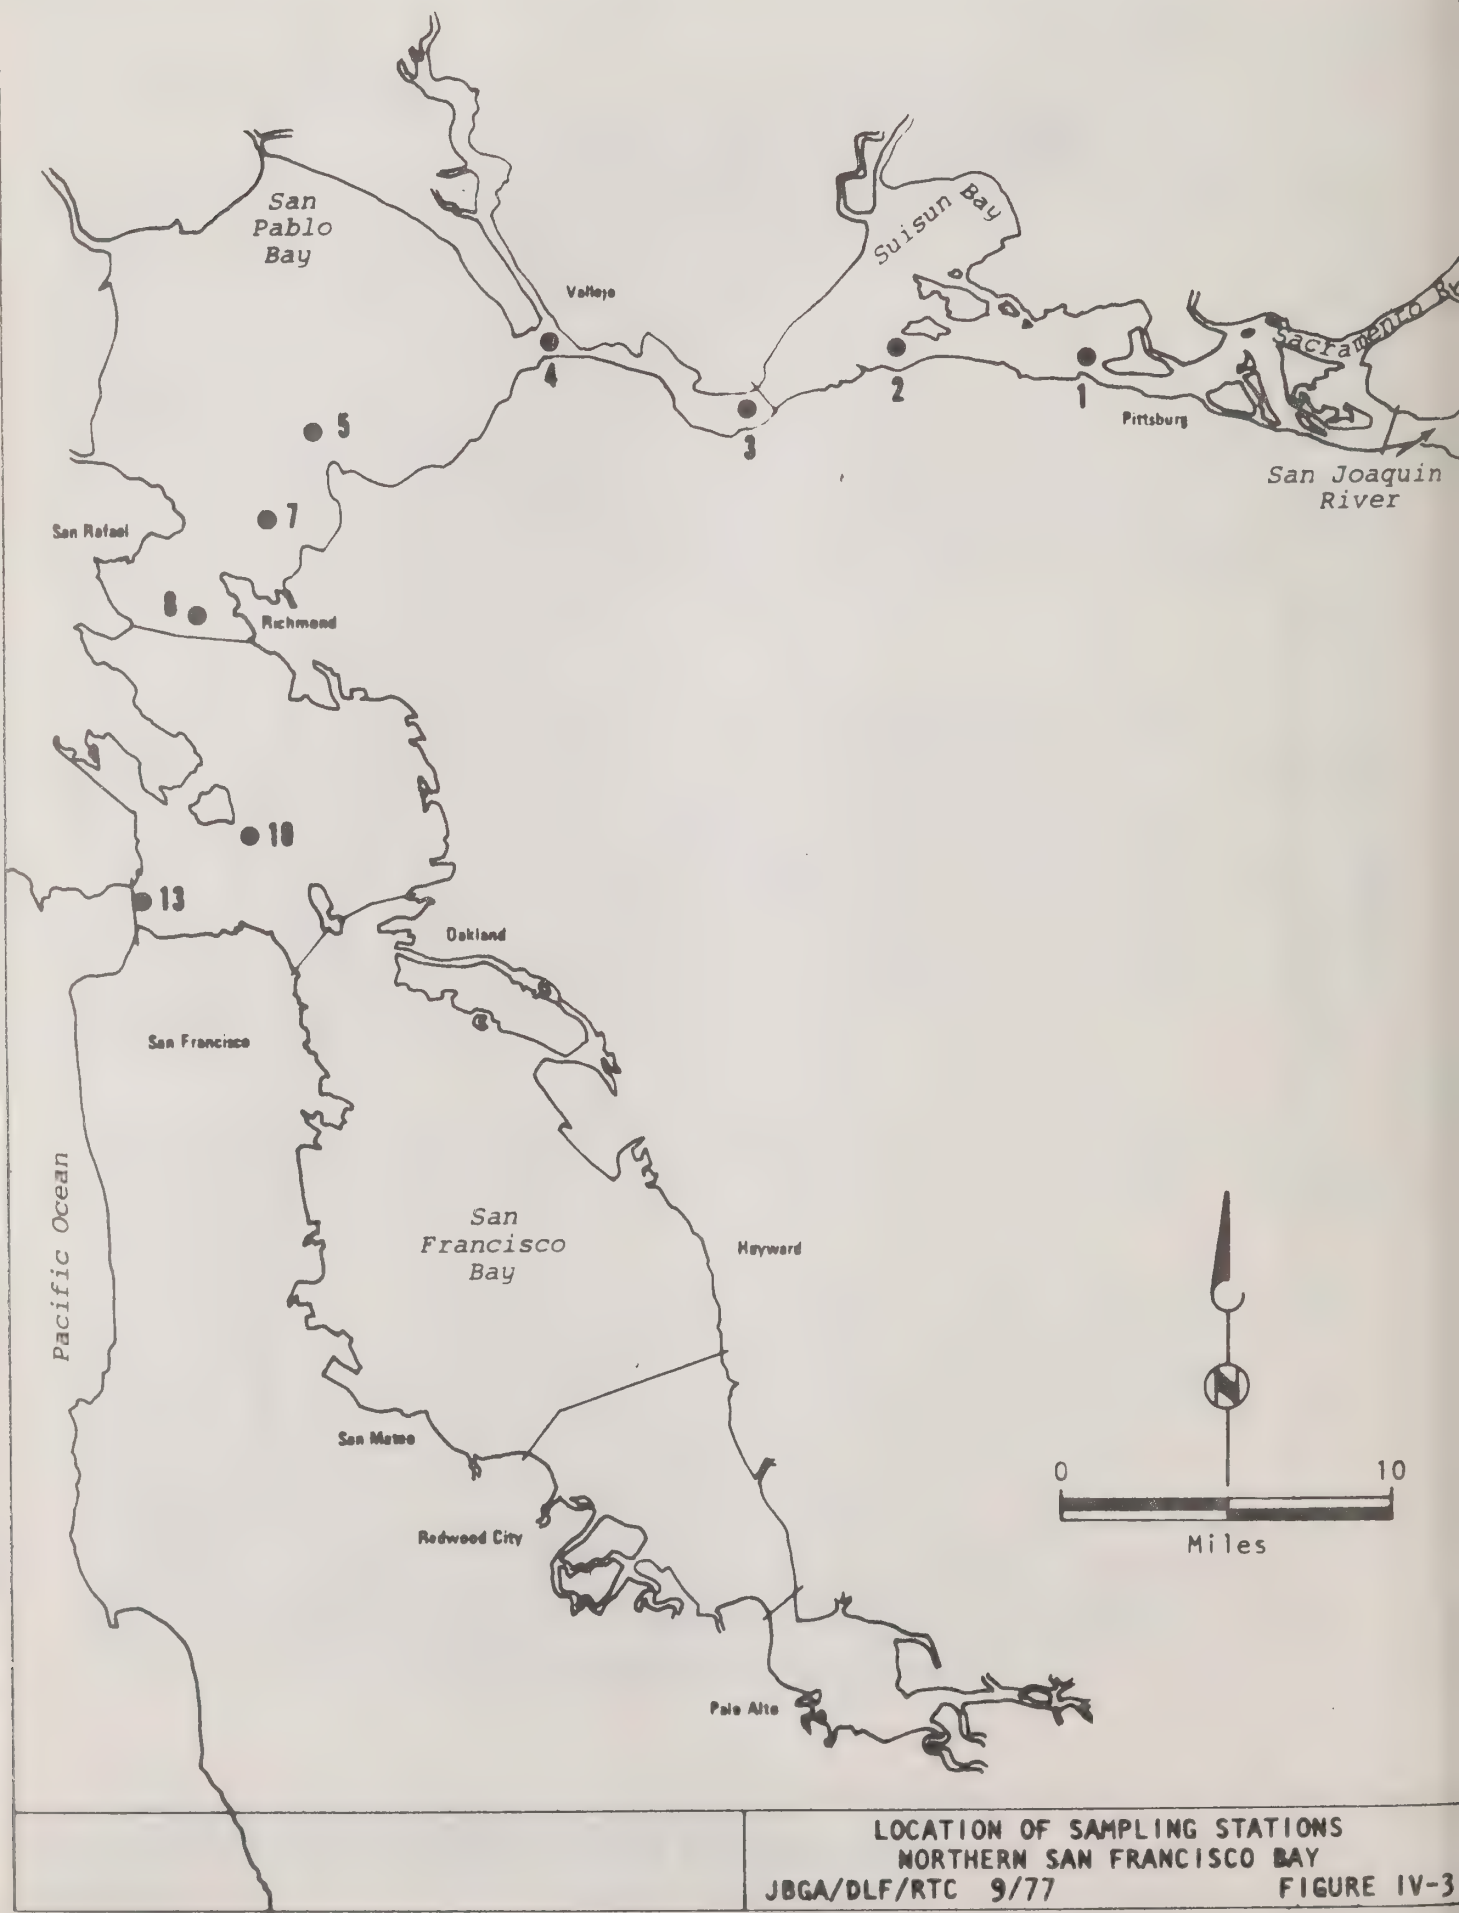 San
Pablo
Bay
Suisun Bay
Vallejo
Sacramento
4
2
1
3
Pittsburg
5
San Joaquin
River
7
San Rafael
8
Richmond
10
13
Oakland
San Francisco
Pacific Ocean
San
Francisco
Bay
Hayward
San Mateo
N
0 10
Miles
Redwood City
Palo Alto
LOCATION OF SAMPLING STATIONS
NORTHERN SAN FRANCISCO BAY
JBGA/DLF/RTC 9/77 FIGURE IV-3